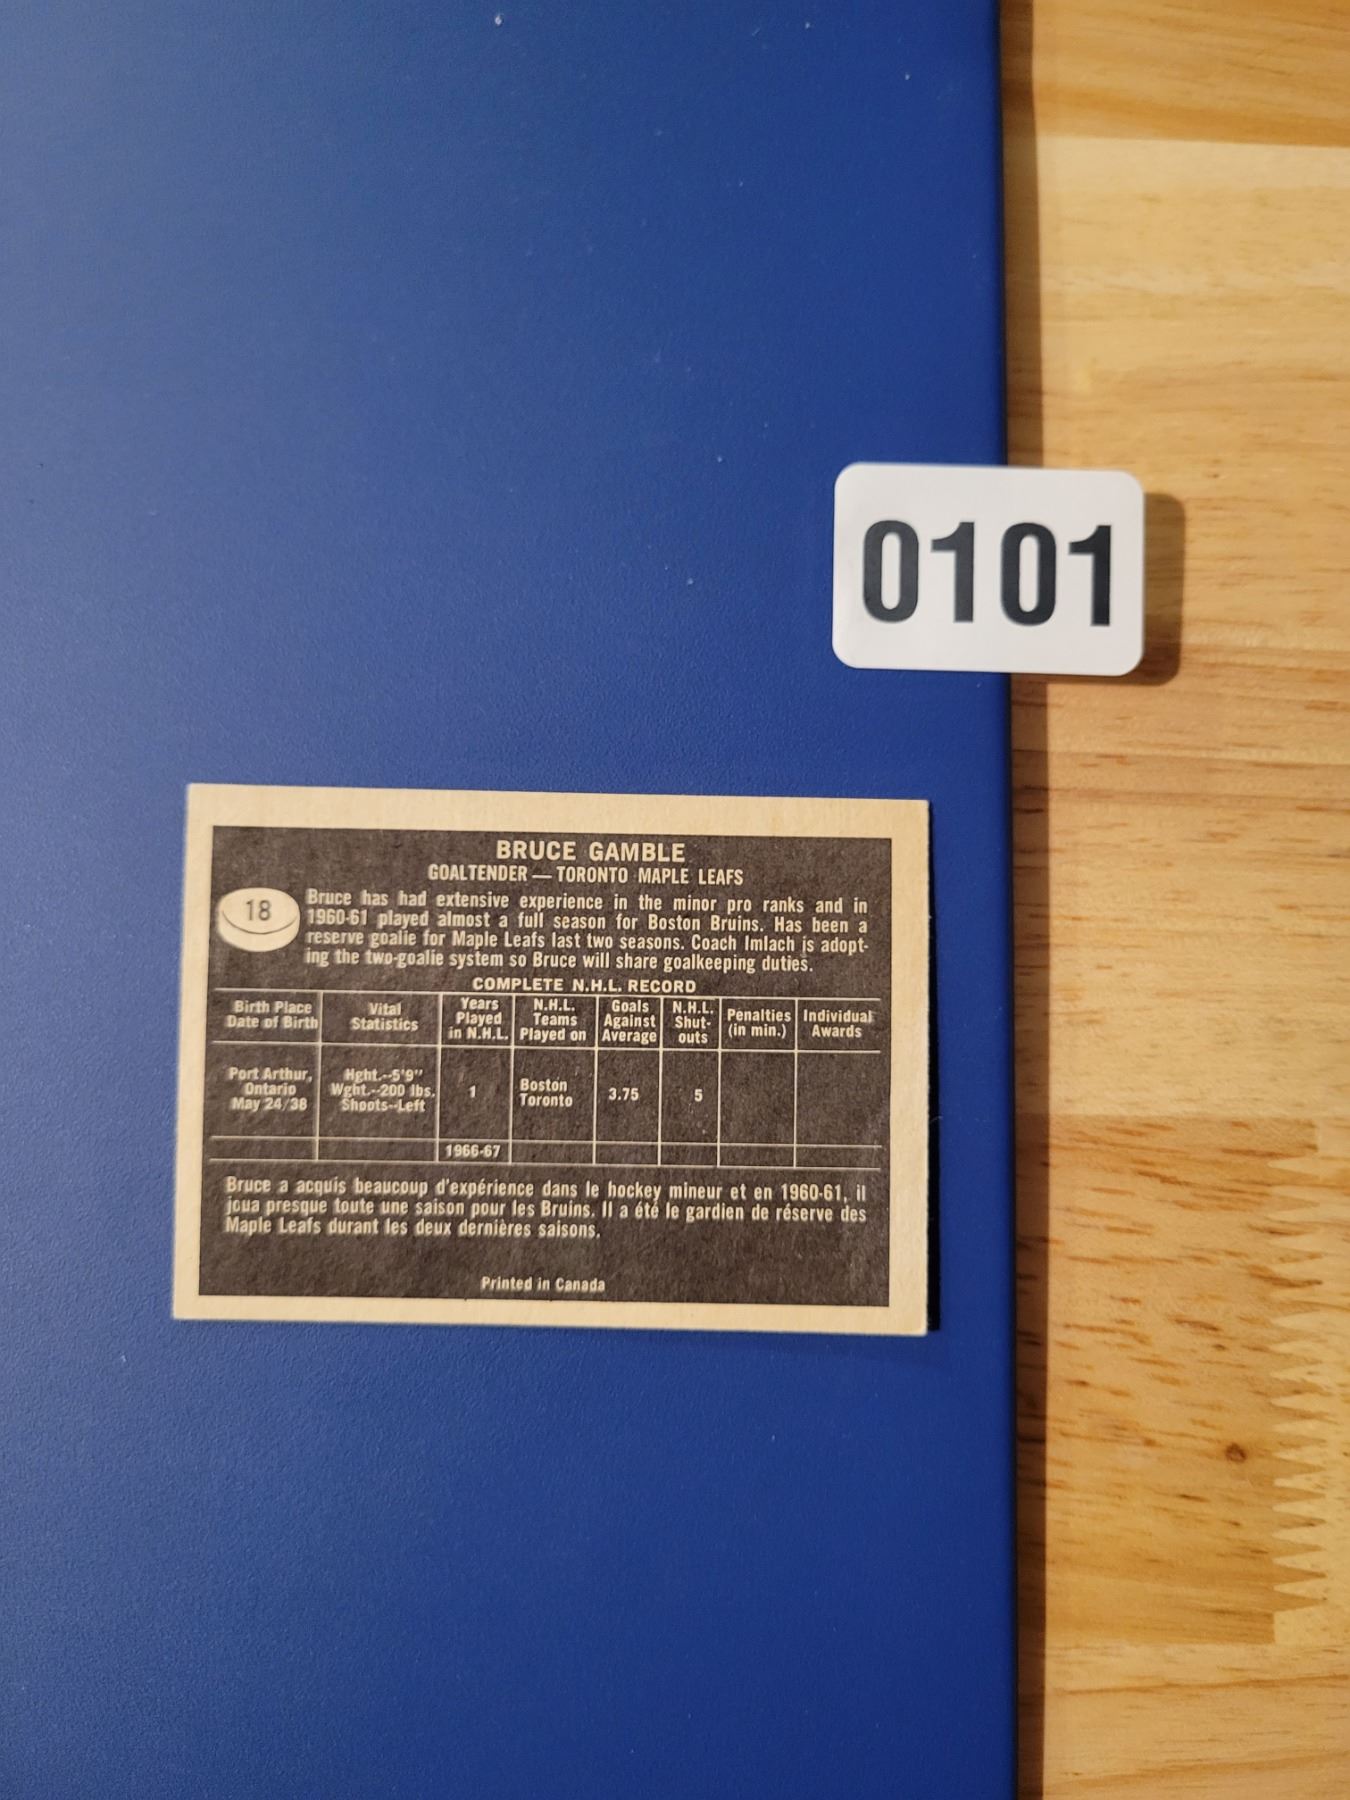 0101
BRUCE GAMBLE
GOALTENDER — TORONTO MAPLE LEAFS
18
Bruce has had extensive experience in the minor pro ranks and in
1960-61 played almost a full season for Boston Bruins. Has been a
reserve goalie for Maple Leafs last two seasons. Coach Imlach is adopt-
ing the two-goalie system so Bruce will share goalkeeping duties.
COMPLETE N.H.L. RECORD
Birth Place
Date of Birth
Vital
Statistics
Years
Played
in N.H.L.
N.H.L.
Teams
Played on
Goals
Against
Average
N.H.L.
Shut-
outs
Penalties
(in min.)
Individual
Awards
Port Arthur,
Ontario
May 24/38
Hght.--5'9"
Wght.--200 lbs.
Shoots--Left
1
Boston
Toronto
3.75
5
1966-67
Bruce a acquis beaucoup d'expérience dans le hockey mineur et en 1960-61, il
joua presque toute une saison pour les Bruins. Il a été le gardien de réserve des
Maple Leafs durant les deux dernières saisons.
Printed in Canada